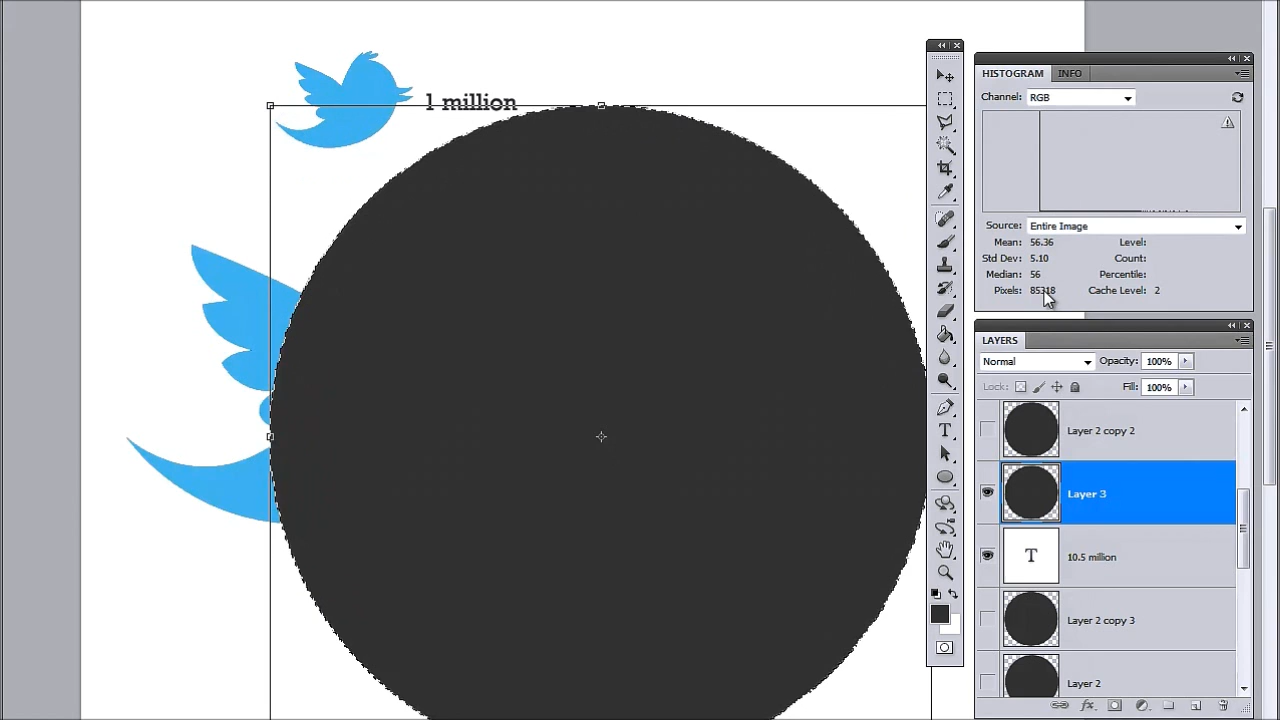 1 million
HISTOGRAM INFO
Channel: RGB
Source: Entire Image
Mean: 56.36 Level:
Std Dev: 5.10 Count:
Median: 56 Percentile:
Pixels: 85318 Cache Level: 2
LAYERS
Normal Opacity: 100%
Lock: Fill: 100%
Layer 2 copy 2
Layer 3
T 10.5 million
Layer 2 copy 3
Layer 2
fx